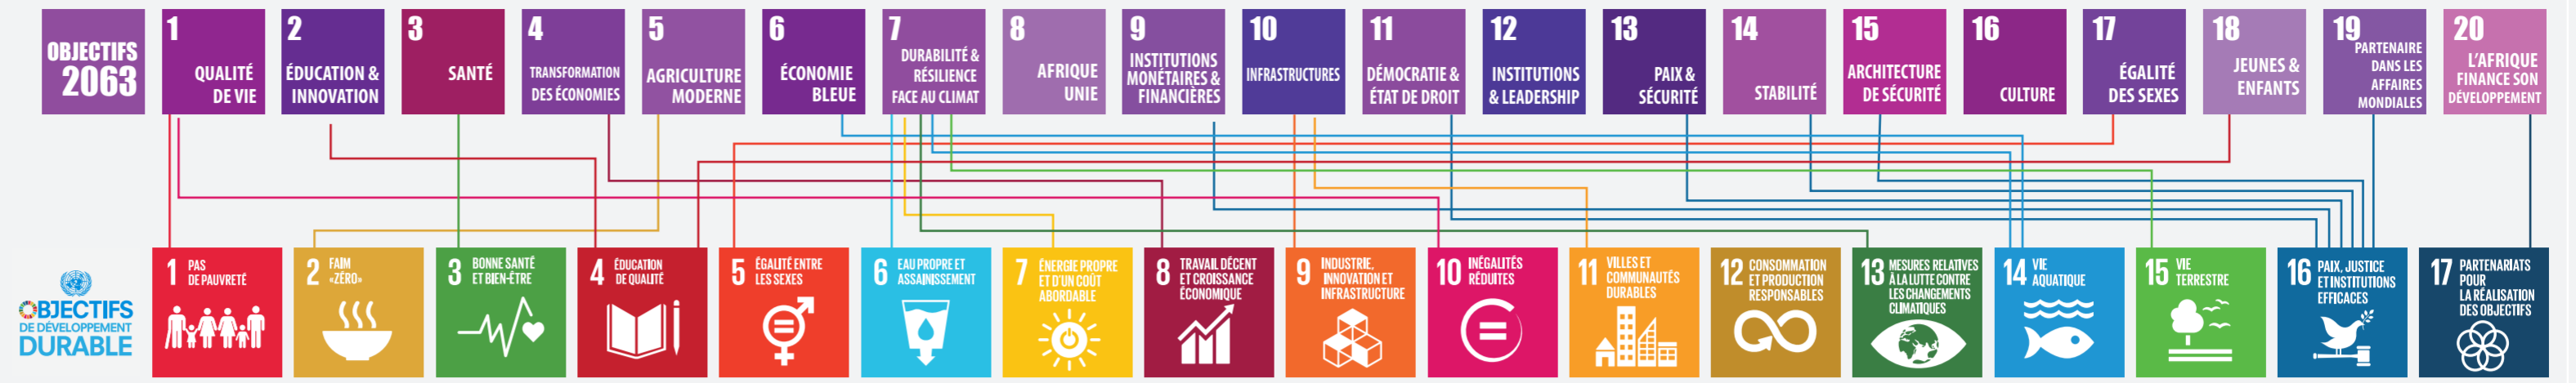 OBJECTIFS
2063
1
QUALITÉ
DE VIE
2
ÉDUCATION &
INNOVATION
3
SANTÉ
4
TRANSFORMATION
DES ÉCONOMIES
5
AGRICULTURE
MODERNE
6
ÉCONOMIE
BLEUE
7
DURABILITÉ &
RÉSILIENCE
FACE AU CLIMAT
8
AFRIQUE
UNIE
9
INSTITUTIONS
MONÉTAIRES &
FINANCIÈRES
10
INFRASTRUCTURES
11
DÉMOCRATIE &
ÉTAT DE DROIT
12
INSTITUTIONS
& LEADERSHIP
13
PAIX &
SÉCURITÉ
14
STABILITÉ
15
ARCHITECTURE
DE SÉCURITÉ
16
CULTURE
17
ÉGALITÉ
DES SEXES
18
JEUNES &
ENFANTS
19
PARTENAIRE
DANS LES
AFFAIRES
MONDIALES
20
L'AFRIQUE
FINANCE SON
DÉVELOPPEMENT
OBJECTIFS
DE DÉVELOPPEMENT
DURABLE
1 PAS
DE PAUVRETÉ
2 FAIM
«ZÉRO»
3 BONNE SANTÉ
ET BIEN-ÊTRE
4 ÉDUCATION
DE QUALITÉ
5 ÉGALITÉ ENTRE
LES SEXES
6 EAU PROPRE ET
ASSAINISSEMENT
7 ÉNERGIE PROPRE
ET D'UN COÛT
ABORDABLE
8 TRAVAIL DÉCENT
ET CROISSANCE
ÉCONOMIQUE
9 INDUSTRIE,
INNOVATION ET
INFRASTRUCTURE
10 INÉGALITÉS
RÉDUITES
11 VILLES ET
COMMUNAUTÉS
DURABLES
12 CONSOMMATION
ET PRODUCTION
RESPONSABLES
13 MESURES RELATIVES
À LA LUTTE CONTRE
LES CHANGEMENTS
CLIMATIQUES
14 VIE
AQUATIQUE
15 VIE
TERRESTRE
16 PAIX, JUSTICE
ET INSTITUTIONS
EFFICACES
17 PARTENARIATS
POUR
LA RÉALISATION
DES OBJECTIFS